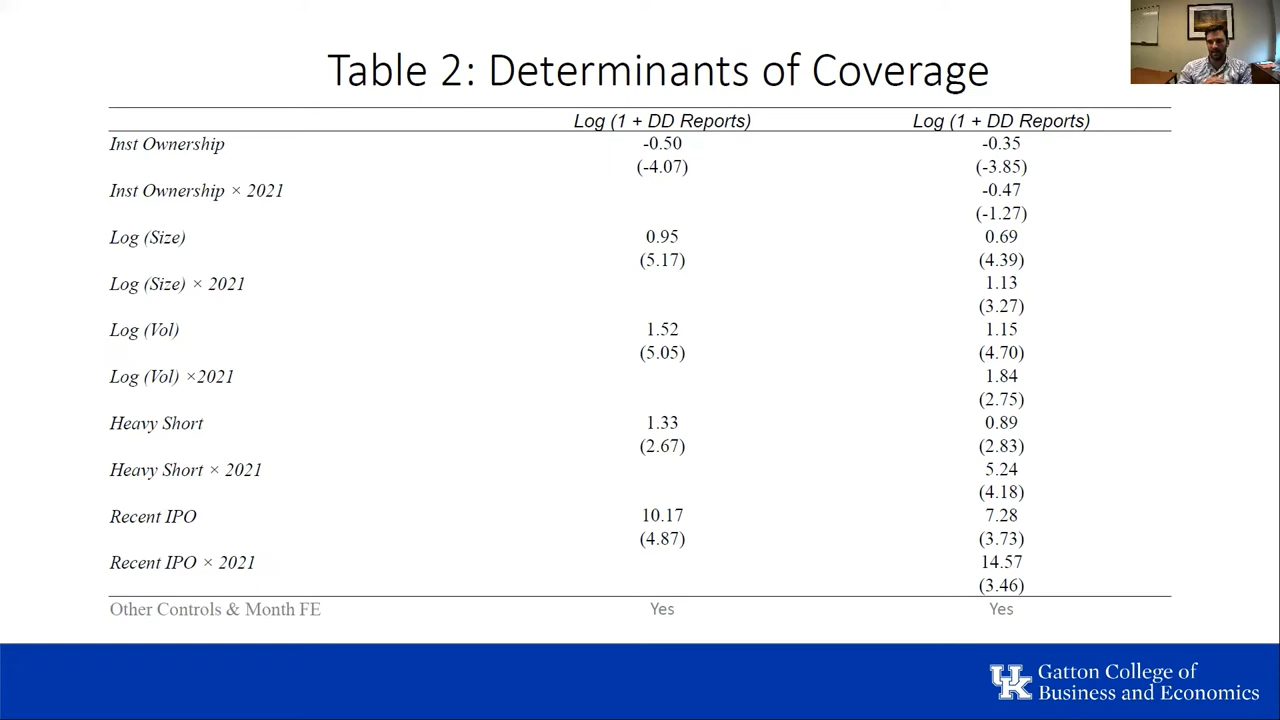 Table 2: Determinants of Coverage
Log (1 + DD Reports) Log (1 + DD Reports)
Inst Ownership -0.50 -0.35
(-4.07) (-3.85)
Inst Ownership × 2021 -0.47
(-1.27)
Log (Size) 0.95 0.69
(5.17) (4.39)
Log (Size) × 2021 1.13
(3.27)
Log (Vol) 1.52 1.15
(5.05) (4.70)
Log (Vol) ×2021 1.84
(2.75)
Heavy Short 1.33 0.89
(2.67) (2.83)
Heavy Short × 2021 5.24
(4.18)
Recent IPO 10.17 7.28
(4.87) (3.73)
Recent IPO × 2021 14.57
(3.46)
Other Controls & Month FE Yes Yes
UK Gatton College of
Business and Economics